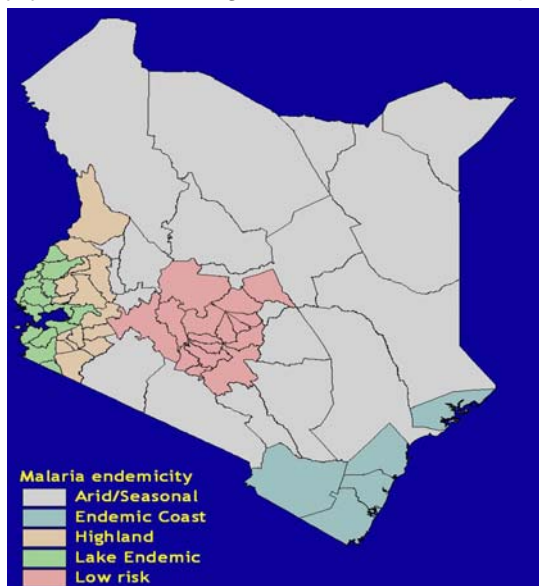 Malaria endemicity
Arid/Seasonal
Endemic Coast
Highland
Lake Endemic
Low risk